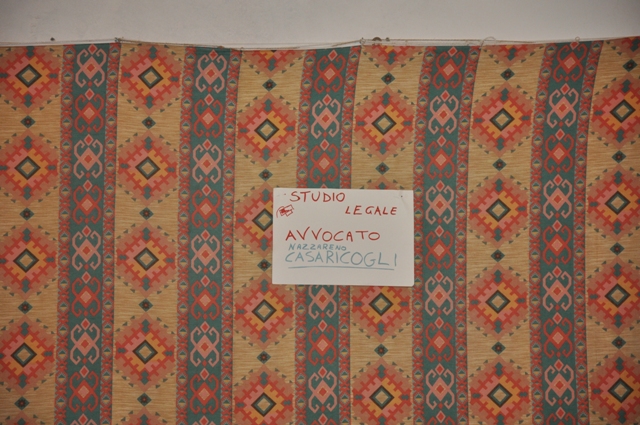 STUDIO
LEGALE
AVVOCATO
NAZZARENO
CASARICOGLI